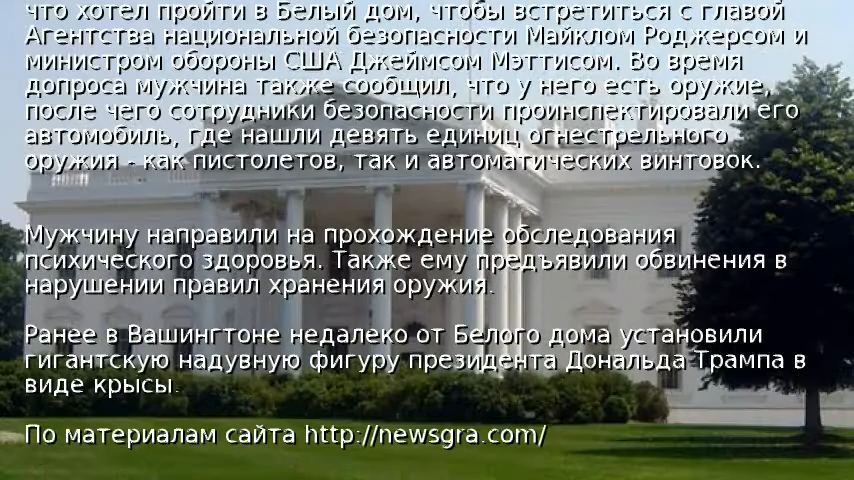 что хотел пройти в Белый дом, чтобы встретиться с главой
Агентства национальной безопасности Майклом Роджерсом и
министром обороны США Джеймсом Мэттисом. Во время
допроса мужчина также сообщил, что у него есть оружие,
после чего сотрудники безопасности проинспектировали его
автомобиль, где нашли девять единиц огнестрельного
оружия - как пистолетов, так и автоматических винтовок.
Мужчину направили на прохождение обследования
психического здоровья. Также ему предъявили обвинения в
нарушении правил хранения оружия.
Ранее в Вашингтоне недалеко от Белого дома установили
гигантскую надувную фигуру президента Дональда Трампа в
виде крысы.
По материалам сайта http://newsgra.com/